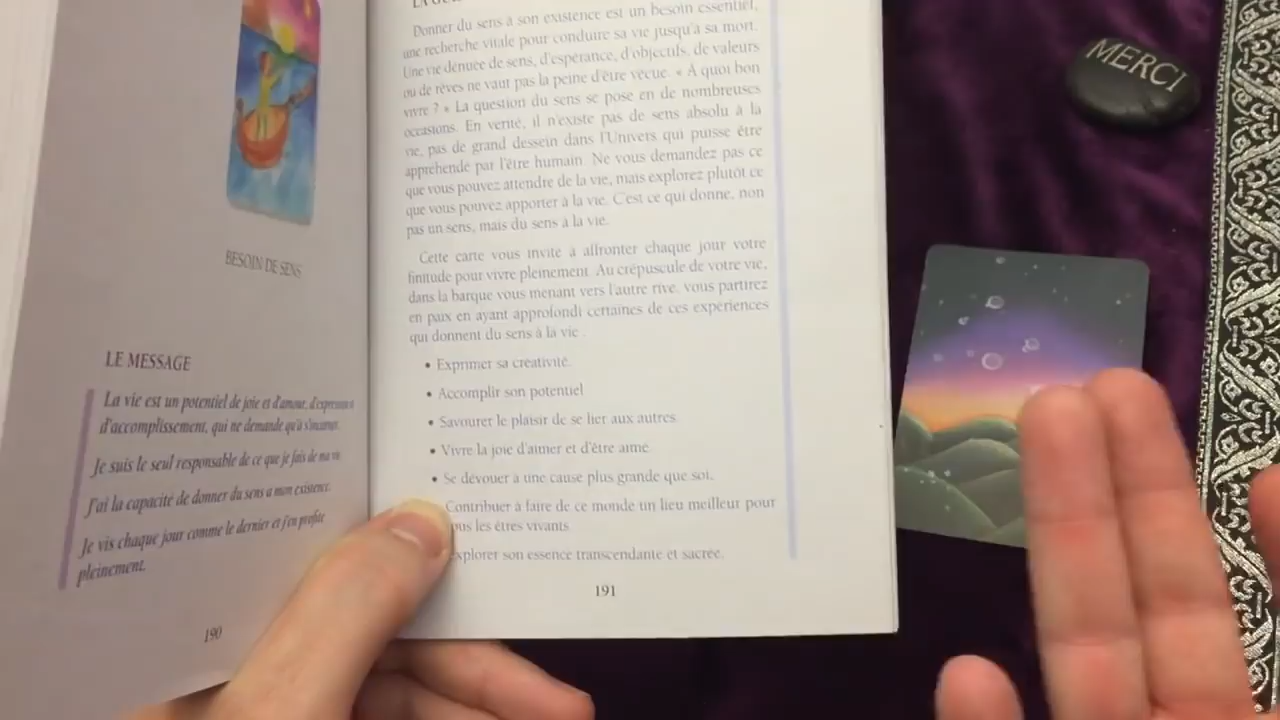 BESOIN DE SENS
LE MESSAGE
La vie est un potentiel de joie et d'amour, d'expression
d'accomplissement, qui ne demande qu'à s'incarner.
Je suis le seul responsable de ce que je fais de ma vie
J'ai la capacité de donner du sens a mon existence.
Je vis chaque jour comme le dernier et j'en profite
pleinement.
190
Donner du sens à son existence est un besoin essentiel,
une recherche vitale pour conduire sa vie jusqu'à sa mort.
Une vie dénuée de sens, d'espérance, d'objectifs, de valeurs
ou de rêves ne vaut pas la peine d'être vécue. « À quoi bon
vivre ? » La question du sens se pose en de nombreuses
occasions. En vérité, il n'existe pas de sens absolu à la
vie, pas de grand dessein dans l'Univers qui puisse être
appréhendé par l'être humain. Ne vous demandez pas ce
que vous pouvez attendre de la vie, mais explorez plutôt ce
que vous pouvez apporter à la vie. C'est ce qui donne, non
pas un sens, mais du sens à la vie.
Cette carte vous invite à affronter chaque jour votre
finitude pour vivre pleinement. Au crépuscule de votre vie,
dans la barque vous menant vers l'autre rive, vous partirez
en paix en ayant approfondi certaines de ces expériences
qui donnent du sens à la vie :
• Exprimer sa créativité.
• Accomplir son potentiel
• Savourer le plaisir de se lier aux autres.
• Vivre la joie d'aimer et d'être aimé.
• Se dévouer à une cause plus grande que soi.
Contribuer à faire de ce monde un lieu meilleur pour
les êtres vivants.
explorer son essence transcendante et sacrée.
191
MERCI